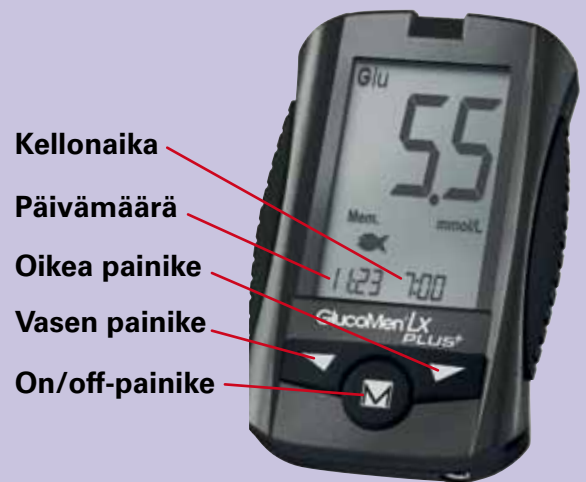 Glu
5.5
mmol/L
Mem.
11.23 7:00
GlucoMen LX
PLUS+
M
Kellonaika
Päivämäärä
Oikea painike
Vasen painike
On/off-painike